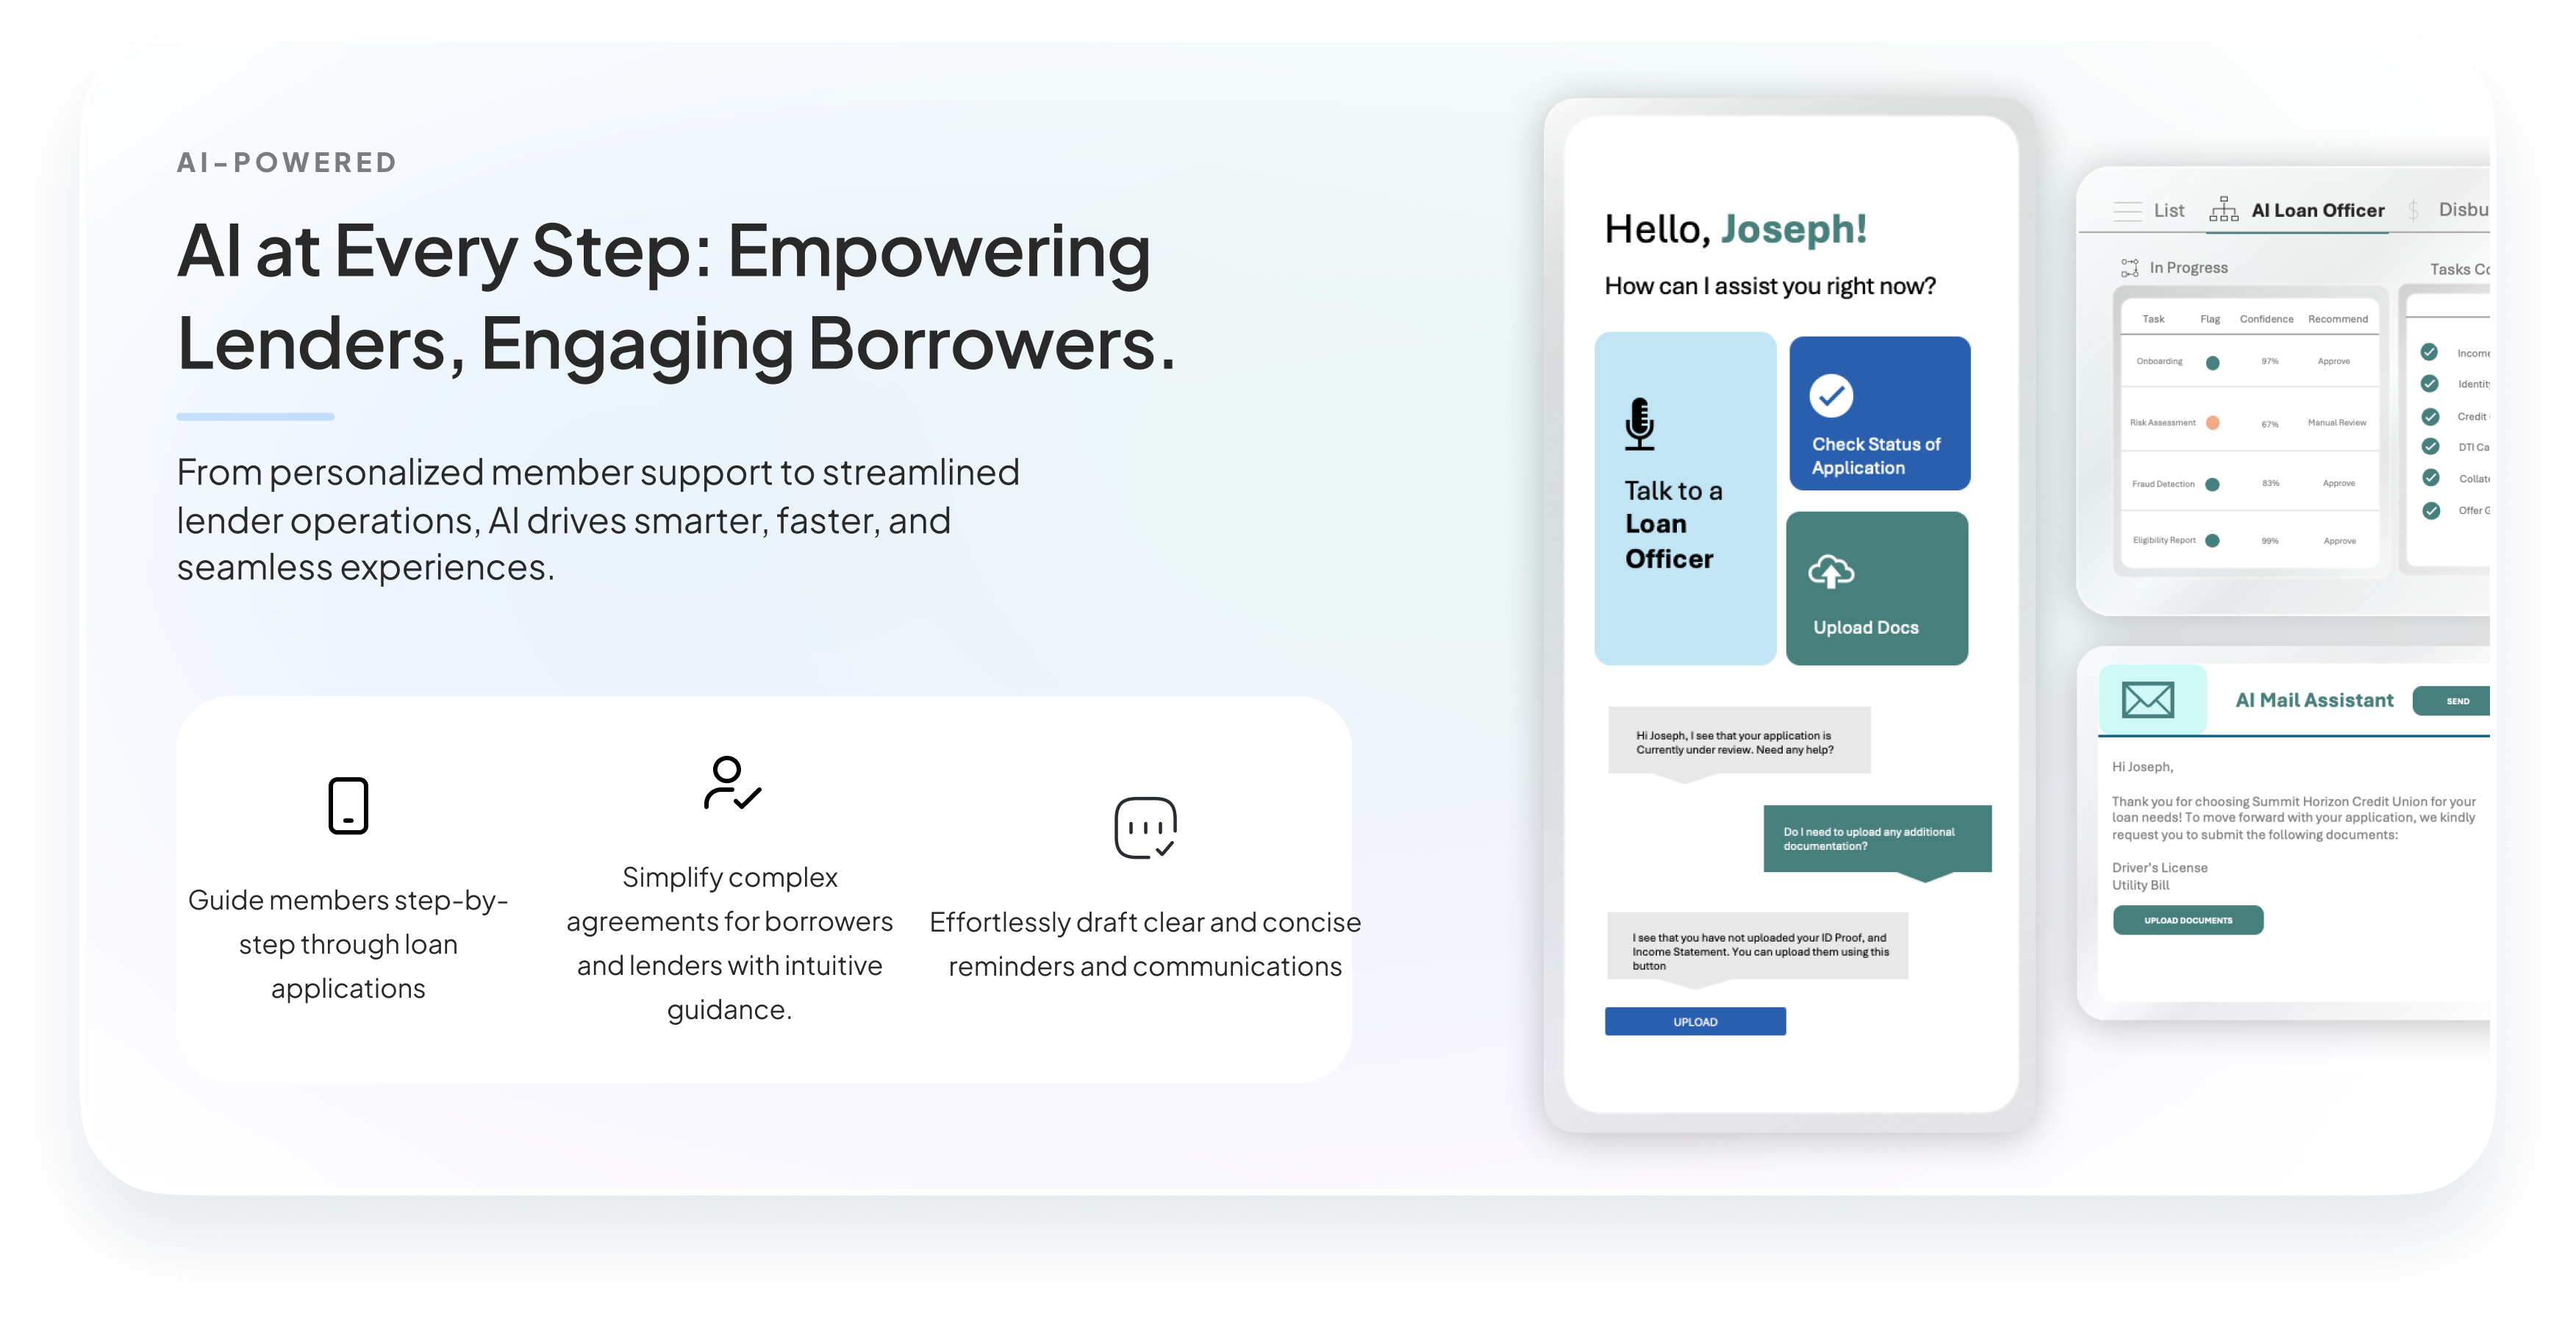 AI-POWERED
AI at Every Step: Empowering
Lenders, Engaging Borrowers.
From personalized member support to streamlined
lender operations, AI drives smarter, faster, and
seamless experiences.
Guide members step-by-
step through loan
applications
Simplify complex
agreements for borrowers
and lenders with intuitive
guidance.
Effortlessly draft clear and concise
reminders and communications
Hello, Joseph!
How can I assist you right now?
Talk to a
Loan
Officer
Check Status of
Application
Upload Docs
Hi Joseph, I see that your application is
Currently under review. Need any help?
Do I need to upload any additional
documentation?
I see that you have not uploaded your ID Proof, and
Income Statement. You can upload them using this
button
UPLOAD
List AI Loan Officer $ Disbu
In Progress
Task Flag Confidence Recommend
Onboarding 97% Approve
Risk Assessment 67% Manual Review
Fraud Detection 83% Approve
Eligibility Report 99% Approve
Tasks Co
Income
Identity
Credit
DTI Ca
Collate
Offer G
AI Mail Assistant SEND
Hi Joseph,
Thank you for choosing Summit Horizon Credit Union for your
loan needs! To move forward with your application, we kindly
request you to submit the following documents:
Driver's License
Utility Bill
UPLOAD DOCUMENTS